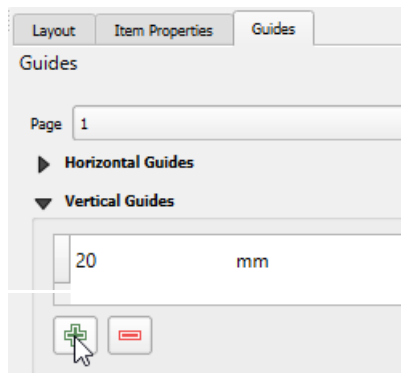 Layout Item Properties Guides
Guides
Page 1
Horizontal Guides
Vertical Guides
20 mm